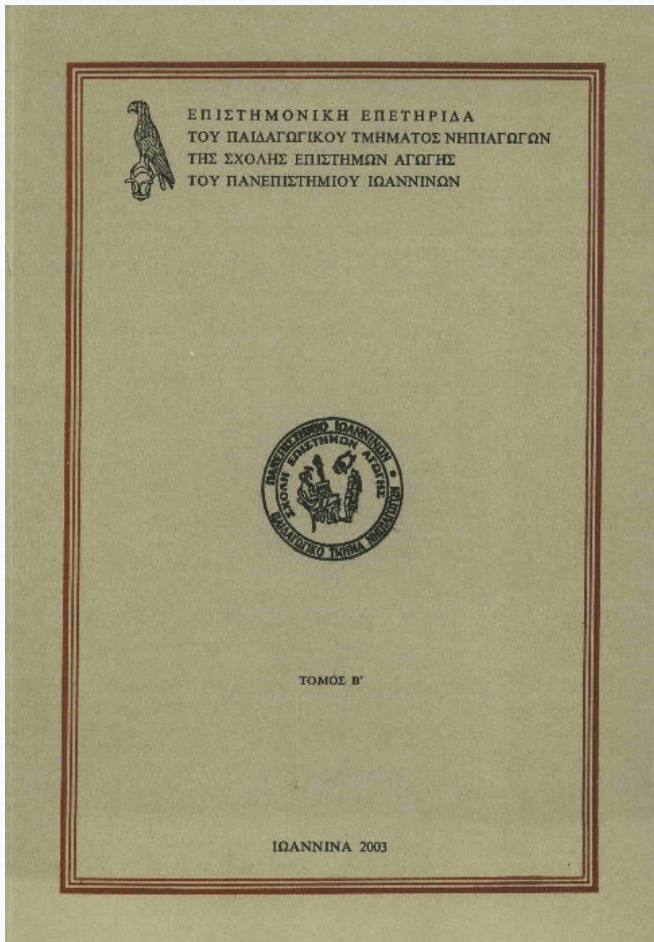 ΕΠΙΣΤΗΜΟΝΙΚΗ ΕΠΕΤΗΡΙΔΑ
ΤΟΥ ΠΑΙΔΑΓΩΓΙΚΟΥ ΤΜΗΜΑΤΟΣ ΝΗΠΙΑΓΩΓΩΝ
ΤΗΣ ΣΧΟΛΗΣ ΕΠΙΣΤΗΜΩΝ ΑΓΩΓΗΣ
ΤΟΥ ΠΑΝΕΠΙΣΤΗΜΙΟΥ ΙΩΑΝΝΙΝΩΝ
ΠΑΝΕΠΙΣΤΗΜΙΟ ΙΩΑΝΝΙΝΩΝ
ΣΧΟΛΗ ΕΠΙΣΤΗΜΩΝ ΑΓΩΓΗΣ
ΠΑΙΔΑΓΩΓΙΚΟ ΤΜΗΜΑ ΝΗΠΙΑΓΩΓΩΝ
ΤΟΜΟΣ Β′
ΙΩΑΝΝΙΝΑ 2003